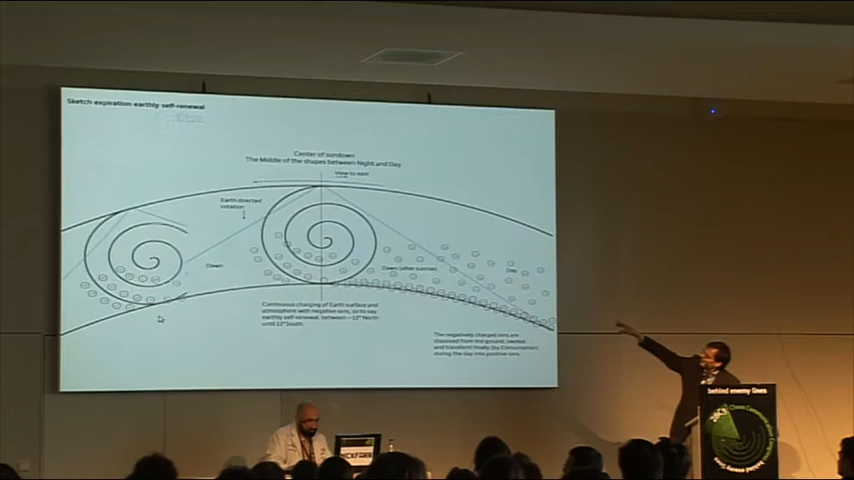 Sketch expiration earthly self-renewal
Center of sundown
The Middle of the shapes between Night and Day
View to east
Earth directed
rotation
Dawn
Dawn (after sunrise)
Day
Continuous charging of Earth surface and
atmosphere with negative ions, so to say
earthly self-renewal, between
North
until
South.
The negatively charged ions are
dissolved from the ground,
and transform finally (by Consumption)
during the day into positive ions.
behind enemy lines